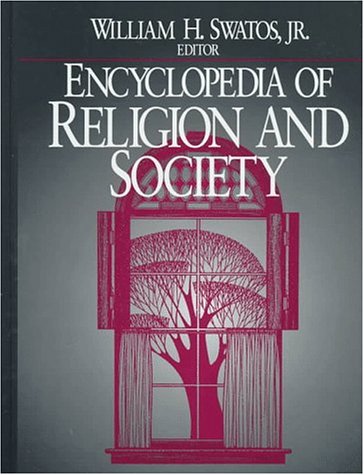 WILLIAM H. SWATOS, JR.
EDITOR
ENCYCLOPEDIA OF
RELIGION AND
SOCIETY